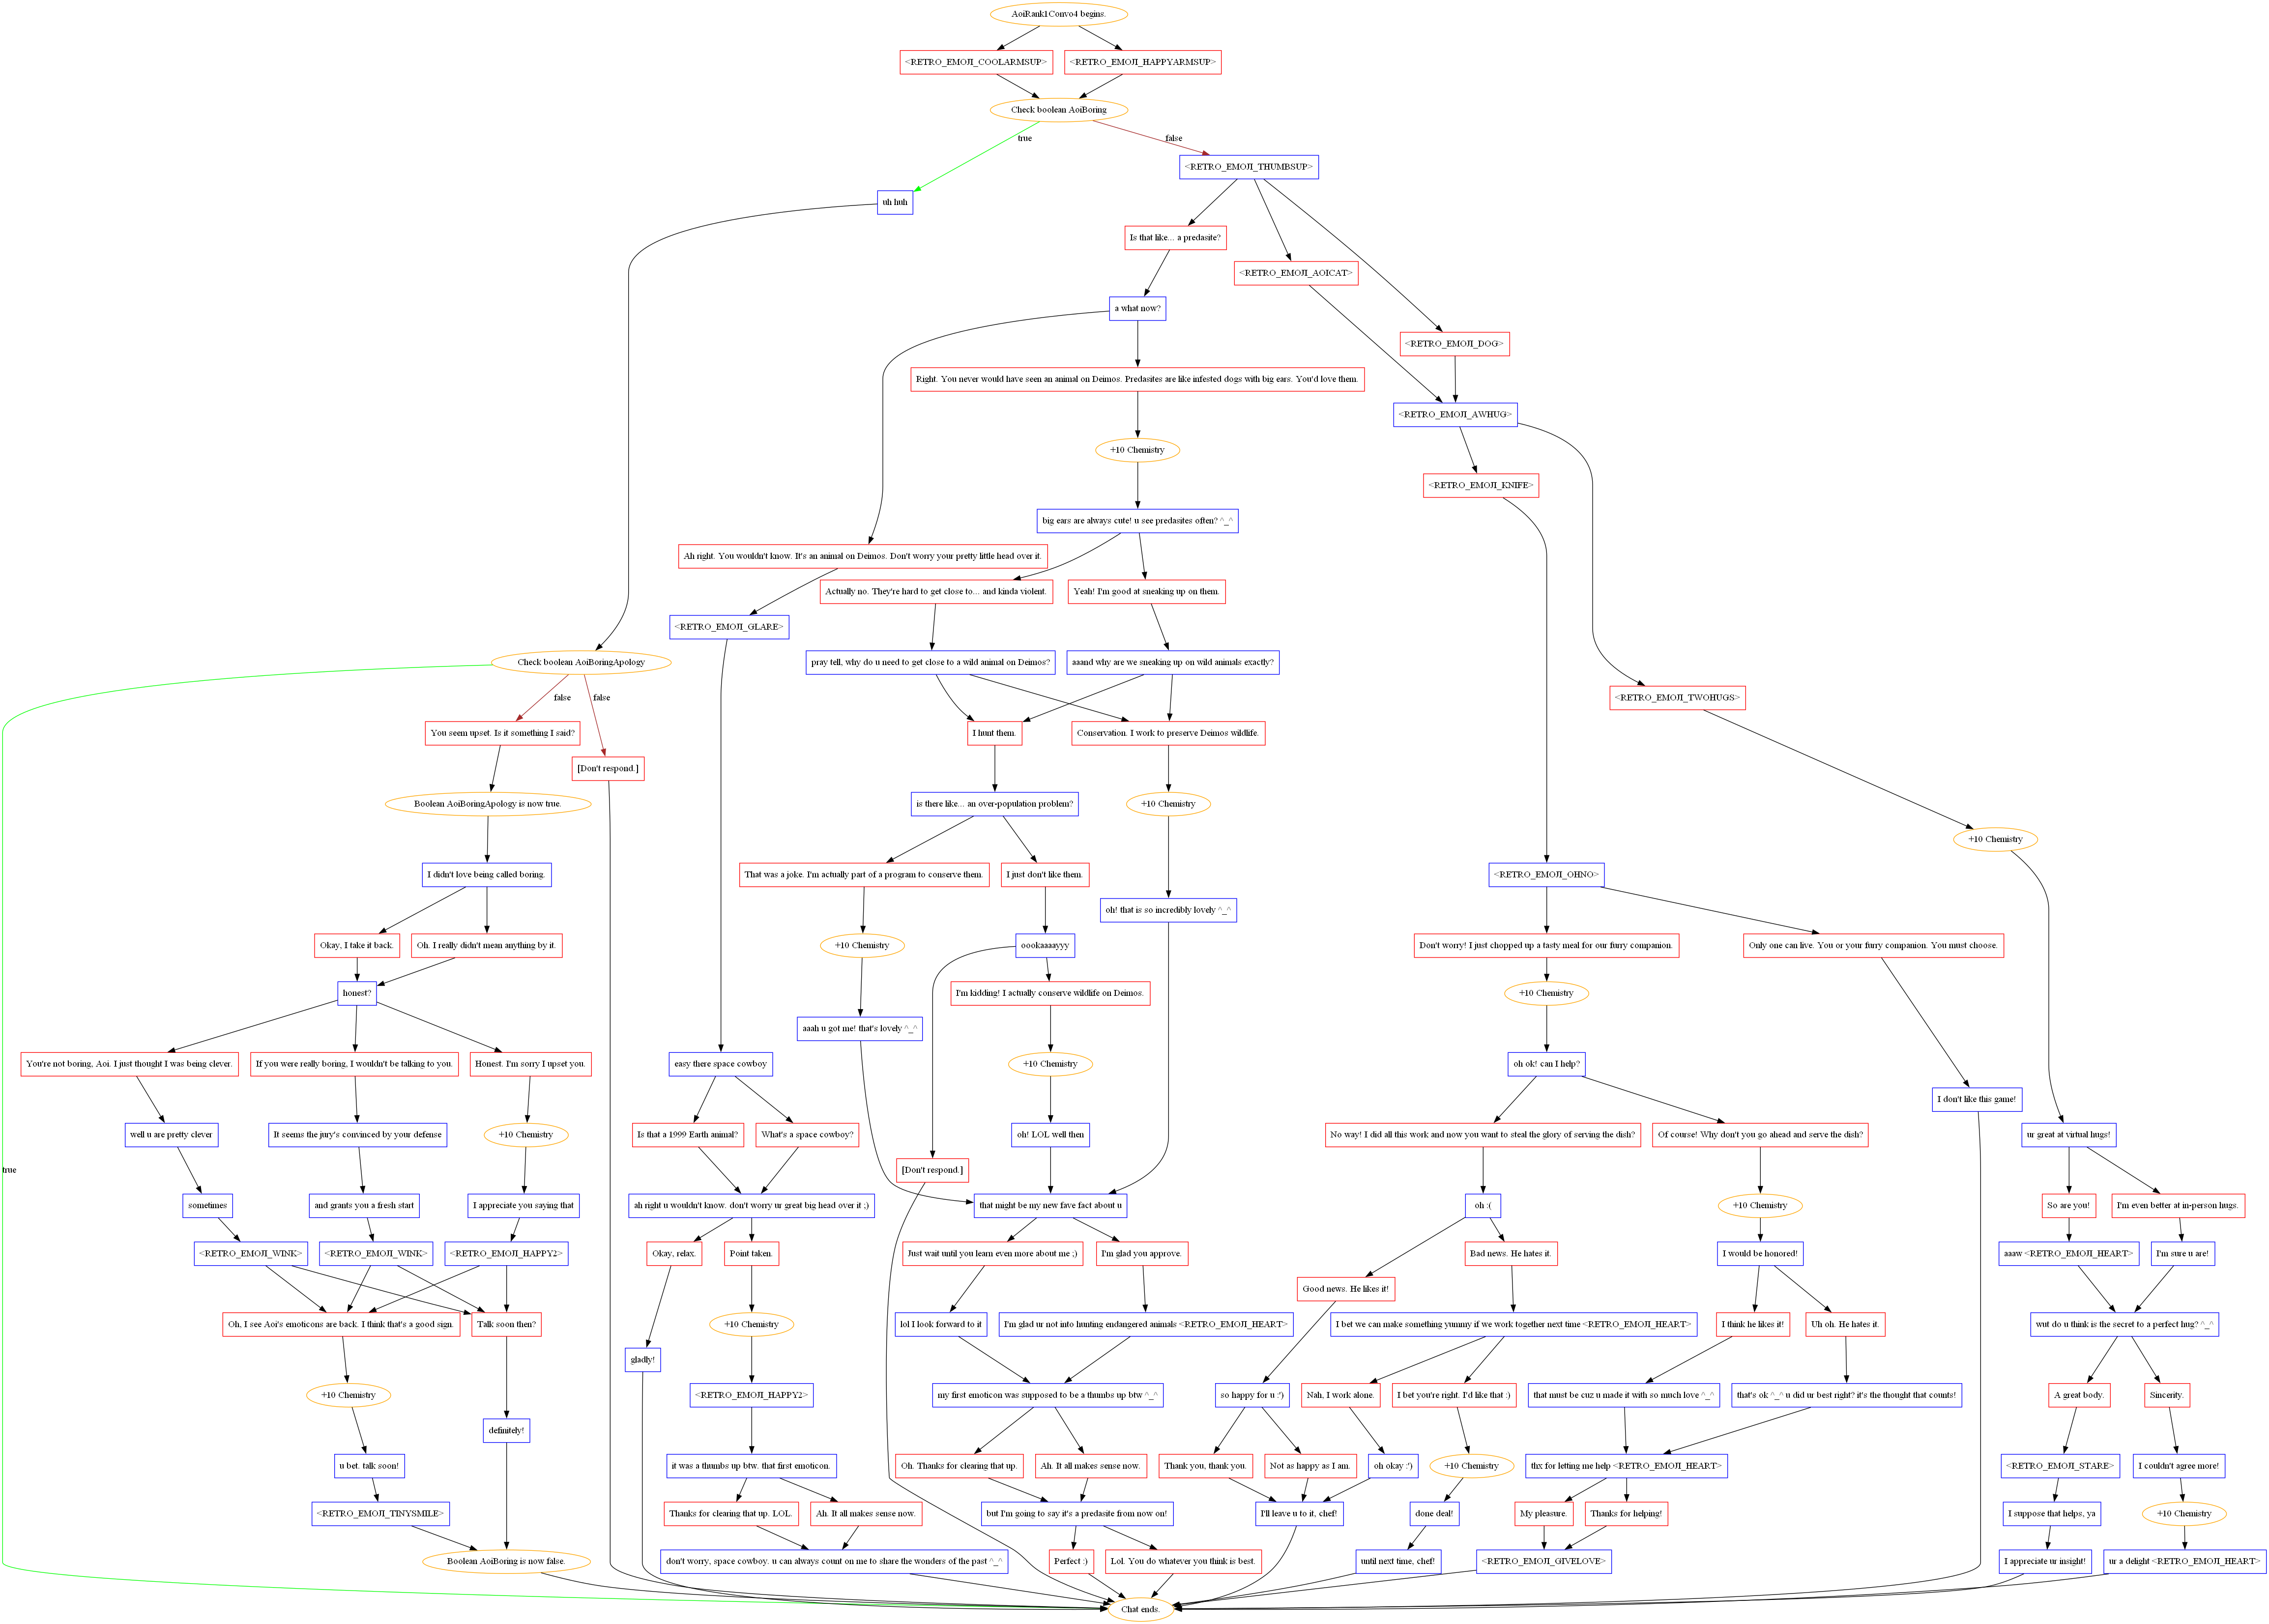 AoiRank1Convo4 begins.
<RETRO_EMOJI_COOLARMSUP>
<RETRO_EMOJI_HAPPYARMSUP>
Check boolean AoiBoring
true
false
<RETRO_EMOJI_THUMBSUP>
uh huh
Is that like... a predasite?
<RETRO_EMOJI_AOICAT>
a what now?
<RETRO_EMOJI_DOG>
Right. You never would have seen an animal on Deimos. Predasites are like infested dogs with big ears. You'd love them.
<RETRO_EMOJI_AWHUG>
+10 Chemistry
<RETRO_EMOJI_KNIFE>
big ears are always cute! u see predasites often? ^_^
Ah right. You wouldn't know. It's an animal on Deimos. Don't worry your pretty little head over it.
Actually no. They're hard to get close to... and kinda violent.
Yeah! I'm good at sneaking up on them.
<RETRO_EMOJI_GLARE>
Check boolean AoiBoringApology
pray tell, why do u need to get close to a wild animal on Deimos?
aaand why are we sneaking up on wild animals exactly?
false
false
<RETRO_EMOJI_TWOHUGS>
You seem upset. Is it something I said?
I hunt them.
Conservation. I work to preserve Deimos wildlife.
[Don't respond.]
Boolean AoiBoringApology is now true.
is there like... an over-population problem?
+10 Chemistry
+10 Chemistry
I didn't love being called boring.
That was a joke. I'm actually part of a program to conserve them.
I just don't like them.
<RETRO_EMOJI_OHNO>
oh! that is so incredibly lovely ^_^
Okay, I take it back.
Oh. I really didn't mean anything by it.
+10 Chemistry
oookaaaayyy
Don't worry! I just chopped up a tasty meal for our furry companion.
Only one can live. You or your furry companion. You must choose.
honest?
I'm kidding! I actually conserve wildlife on Deimos.
+10 Chemistry
aaah u got me! that's lovely ^_^
You're not boring, Aoi. I just thought I was being clever.
If you were really boring, I wouldn't be talking to you.
Honest. I'm sorry I upset you.
easy there space cowboy
+10 Chemistry
oh ok! can I help?
I don't like this game!
well u are pretty clever
It seems the jury's convinced by your defense
+10 Chemistry
Is that a 1999 Earth animal?
What's a space cowboy?
oh! LOL well then
No way! I did all this work and now you want to steal the glory of serving the dish?
Of course! Why don't you go ahead and serve the dish?
ur great at virtual hugs!
true
[Don't respond.]
sometimes
and grants you a fresh start
I appreciate you saying that
ah right u wouldn't know. don't worry ur great big head over it ;)
that might be my new fave fact about u
oh :(
+10 Chemistry
So are you!
I'm even better at in-person hugs.
<RETRO_EMOJI_WINK>
<RETRO_EMOJI_WINK>
<RETRO_EMOJI_HAPPY2>
Okay, relax.
Point taken.
Just wait until you learn even more about me ;)
I'm glad you approve.
Bad news. He hates it.
I would be honored!
aaaw <RETRO_EMOJI_HEART>
I'm sure u are!
Good news. He likes it!
Oh, I see Aoi's emoticons are back. I think that's a good sign.
Talk soon then?
+10 Chemistry
lol I look forward to it
I'm glad ur not into hunting endangered animals <RETRO_EMOJI_HEART>
I bet we can make something yummy if we work together next time <RETRO_EMOJI_HEART>
I think he likes it!
Uh oh. He hates it.
wut do u think is the secret to a perfect hug? ^_^
gladly!
+10 Chemistry
<RETRO_EMOJI_HAPPY2>
my first emoticon was supposed to be a thumbs up btw ^_^
so happy for u :')
Nah, I work alone.
I bet you're right. I'd like that :)
that must be cuz u made it with so much love ^_^
that's ok ^_^ u did ur best right? it's the thought that counts!
A great body.
Sincerity.
definitely!
u bet. talk soon!
it was a thumbs up btw. that first emoticon.
Oh. Thanks for clearing that up.
Ah. It all makes sense now.
Thank you, thank you.
Not as happy as I am.
oh okay :')
+10 Chemistry
thx for letting me help <RETRO_EMOJI_HEART>
<RETRO_EMOJI_STARE>
I couldn't agree more!
<RETRO_EMOJI_TINYSMILE>
Thanks for clearing that up. LOL.
Ah. It all makes sense now.
but I'm going to say it's a predasite from now on!
I'll leave u to it, chef!
done deal!
My pleasure.
Thanks for helping!
I suppose that helps, ya
+10 Chemistry
Boolean AoiBoring is now false.
don't worry, space cowboy. u can always count on me to share the wonders of the past ^_^
Perfect :)
Lol. You do whatever you think is best.
until next time, chef!
<RETRO_EMOJI_GIVELOVE>
I appreciate ur insight!
ur a delight <RETRO_EMOJI_HEART>
Chat ends.